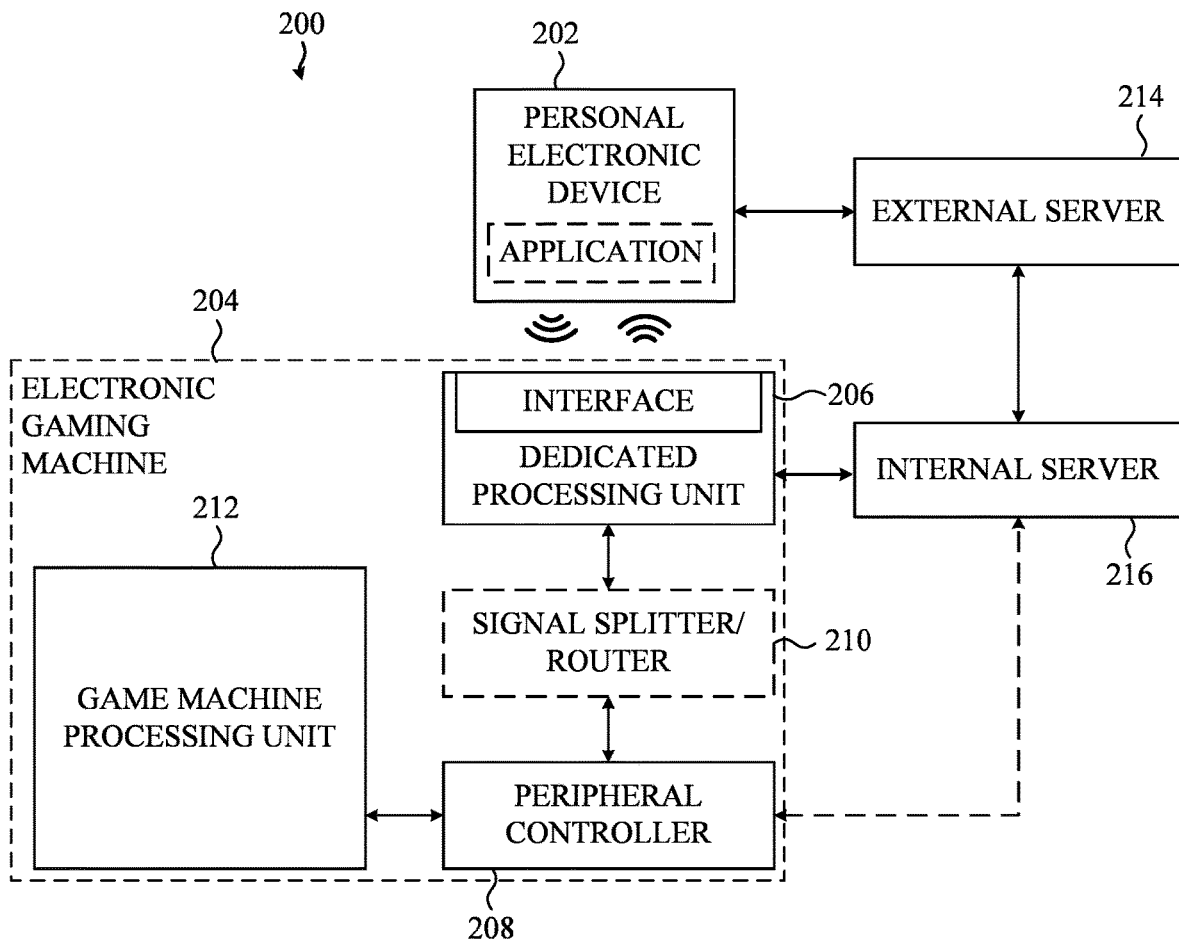 200
202
PERSONAL
ELECTRONIC
DEVICE
APPLICATION
214
EXTERNAL SERVER
204
ELECTRONIC
GAMING
MACHINE
INTERFACE
206
DEDICATED
PROCESSING UNIT
INTERNAL SERVER
216
212
GAME MACHINE
PROCESSING UNIT
SIGNAL SPLITTER/
ROUTER
210
PERIPHERAL
CONTROLLER
208